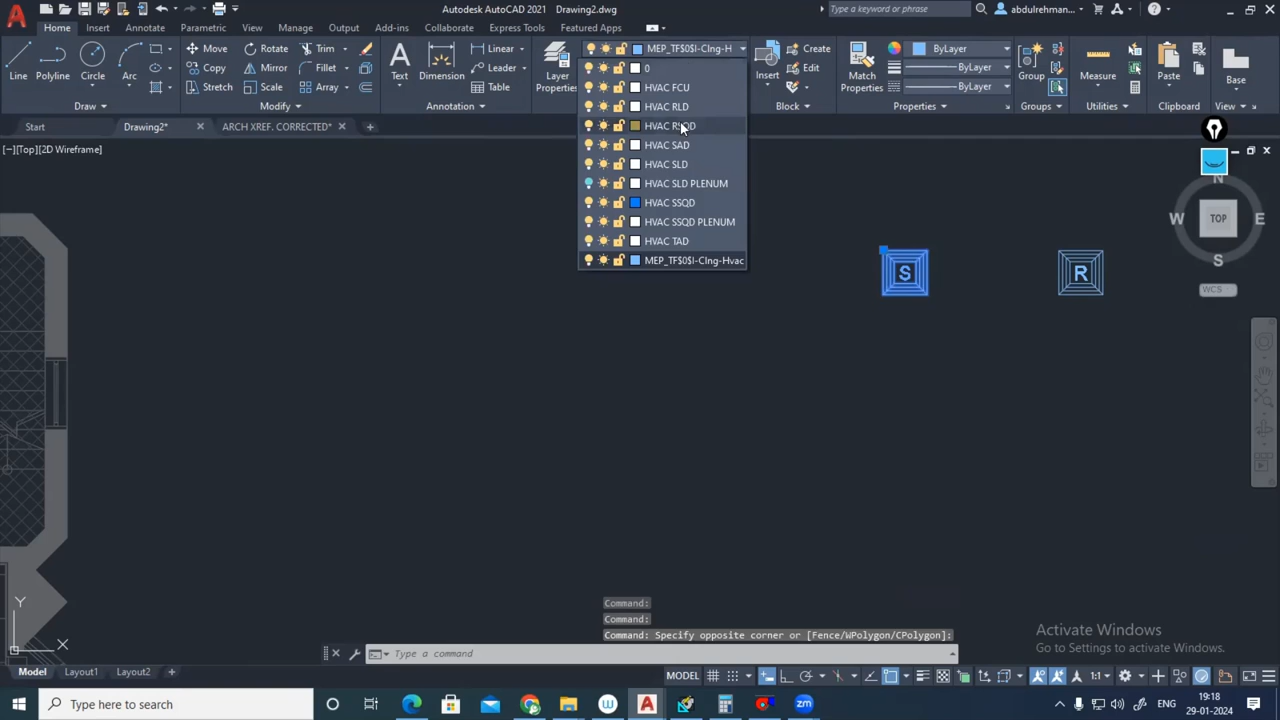 Autodesk AutoCAD 2021 Drawing2.dwg
Type a keyword or phrase
abdulrehman...
Home Insert Annotate Parametric View Manage Output Collaborate Express Tools Featured Apps
Line Polyline Circle Arc
Draw
Move Rotate Trim
Copy Mirror Fillet
Stretch Scale Array
Modify
Text Dimension
Linear
Leader
Table
Annotation
Layer Properties
MEP_TF$0$I-Clng-H
0
HVAC FCU
HVAC RLD
HVAC RSQD
HVAC SAD
HVAC SLD
HVAC SLD PLENUM
HVAC SSQD
HVAC SSQD PLENUM
HVAC TAD
MEP_TF$0$I-Clng-Hvac
Insert
Create
Edit
Block
Match Properties
ByLayer
ByLayer
ByLayer
Properties
Group
Groups
Measure
Utilities
Paste
Clipboard
Base
View
Start Drawing2* ARCH XREF. CORRECTED*
[−][Top][2D Wireframe]
N
W TOP E
S
WCS
S R
Y
X
Command:
Command:
Command: Specify opposite corner or [Fence/WPolygon/CPolygon]:
Type a command
Activate Windows
Go to Settings to activate Windows.
Model Layout1 Layout2
MODEL
1:1
Type here to search
zm
ENG
9:18
29-01-2024